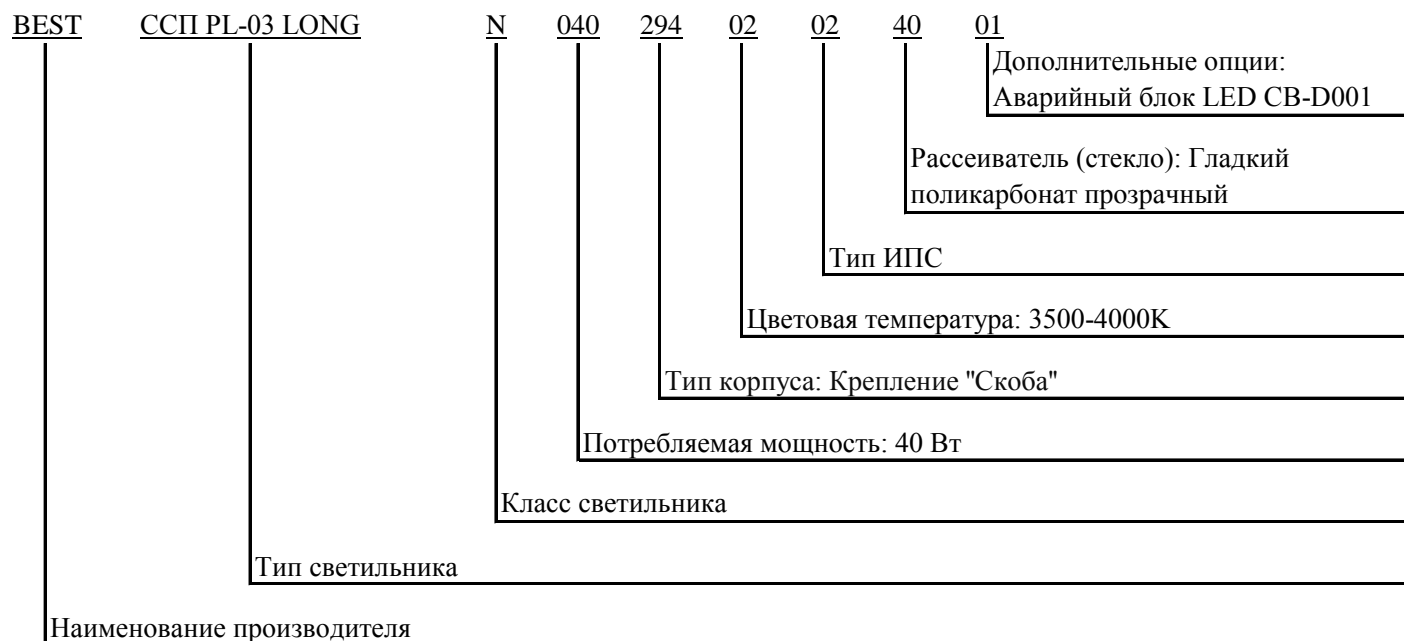 BEST ССП PL-03 LONG N 040 294 02 02 40 01
Дополнительные опции:
Аварийный блок LED CB-D001
Рассеиватель (стекло): Гладкий
поликарбонат прозрачный
Тип ИПС
Цветовая температура: 3500-4000K
Тип корпуса: Крепление "Скоба"
Потребляемая мощность: 40 Вт
Класс светильника
Тип светильника
Наименование производителя